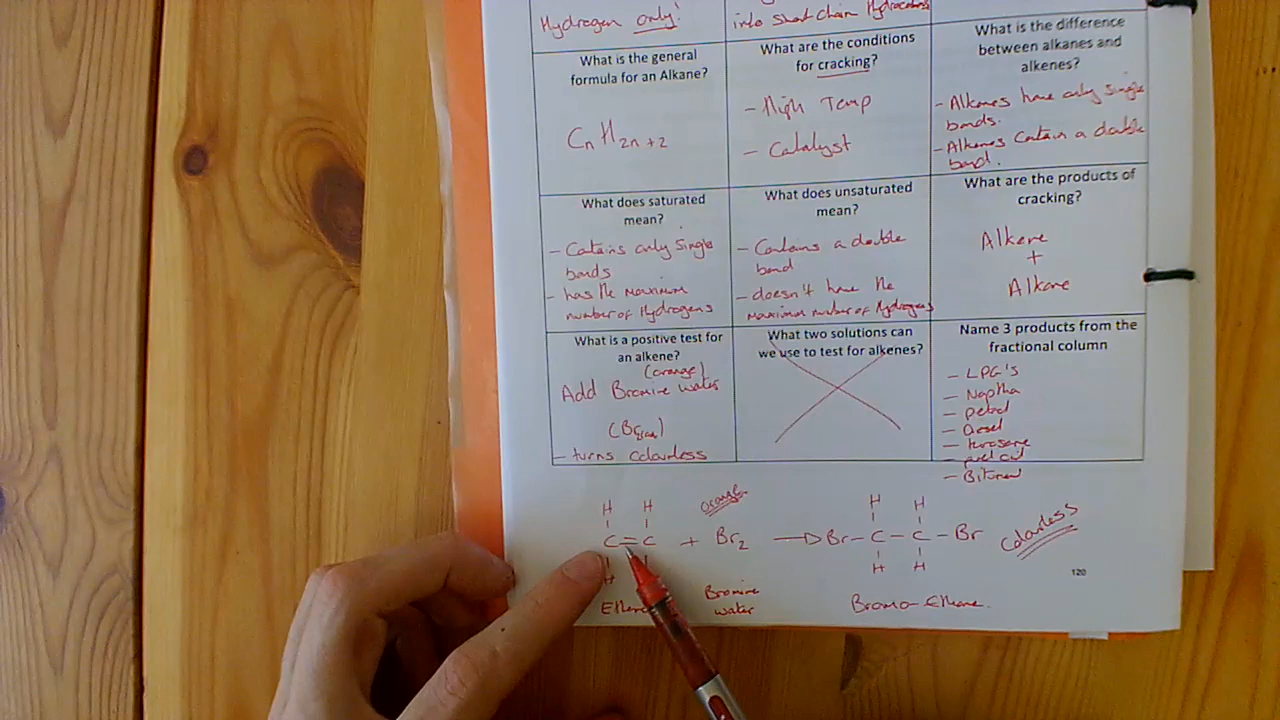 Hydrogen only!
into short chain Hydrocarbons
What is the general
formula for an Alkane?
CnH2n+2
What are the conditions
for cracking?
- High Temp
- Catalyst
What is the difference
between alkanes and
alkenes?
- Alkanes have only single
bonds.
- Alkenes contain a double
bond.
What does saturated
mean?
- Contains only single
bonds
- has the maximum
number of Hydrogens
What does unsaturated
mean?
- Contains a double
bond
- doesn't have the
maximum number of Hydrogens
What are the products of
cracking?
Alkene
+
Alkane
What is a positive test for
an alkene?
(orange)
Add Bromine water
- turns colourless
What two solutions can
we use to test for alkenes?
Name 3 products from the
fractional column
- LPG's
- Naptha
- petrol
- Diesel
- kerosene
- fuel oil
- Bitumen
H H
C=C + Br2 → Br-C-C-Br
H H
orange
H H
H H
Colourless
Bromine
water
Bromo-Ethene.
120